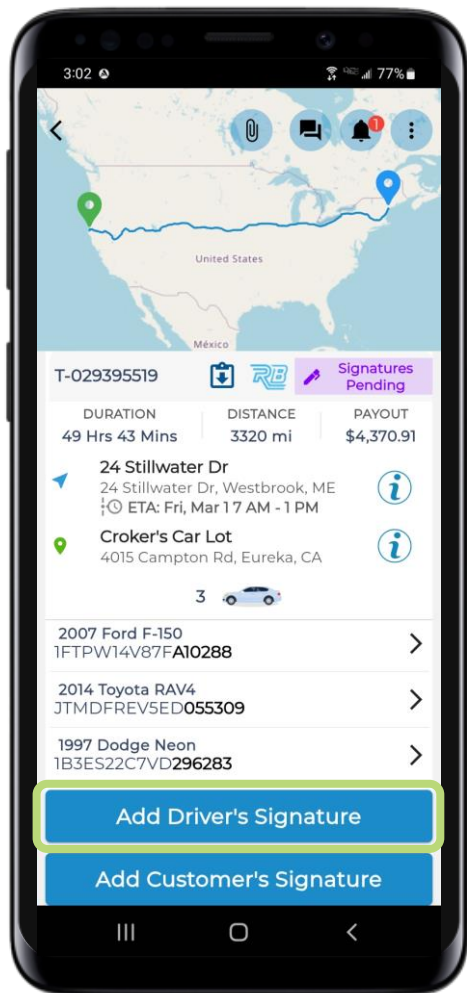 3:02
77%
1
United States
México
T-029395519
RB
Signatures
Pending
DURATION
DISTANCE
PAYOUT
49 Hrs 43 Mins
3320 mi
$4,370.91
24 Stillwater Dr
24 Stillwater Dr, Westbrook, ME
ETA: Fri, Mar 1 7 AM - 1 PM
Croker's Car Lot
4015 Campton Rd, Eureka, CA
3
2007 Ford F-150
1FTPW14V87FA10288
2014 Toyota RAV4
JTMDFREV5ED055309
1997 Dodge Neon
1B3ES22C7VD296283
Add Driver's Signature
Add Customer's Signature